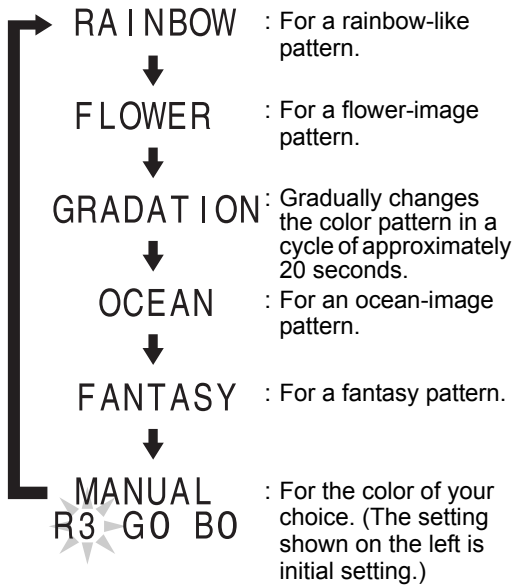 RAINBOW : For a rainbow-like
pattern.
FLOWER : For a flower-image
pattern.
GRADATION : Gradually changes
the color pattern in a
cycle of approximately
20 seconds.
OCEAN : For an ocean-image
pattern.
FANTASY : For a fantasy pattern.
MANUAL : For the color of your
R3 G0 B0 choice. (The setting
shown on the left is
initial setting.)